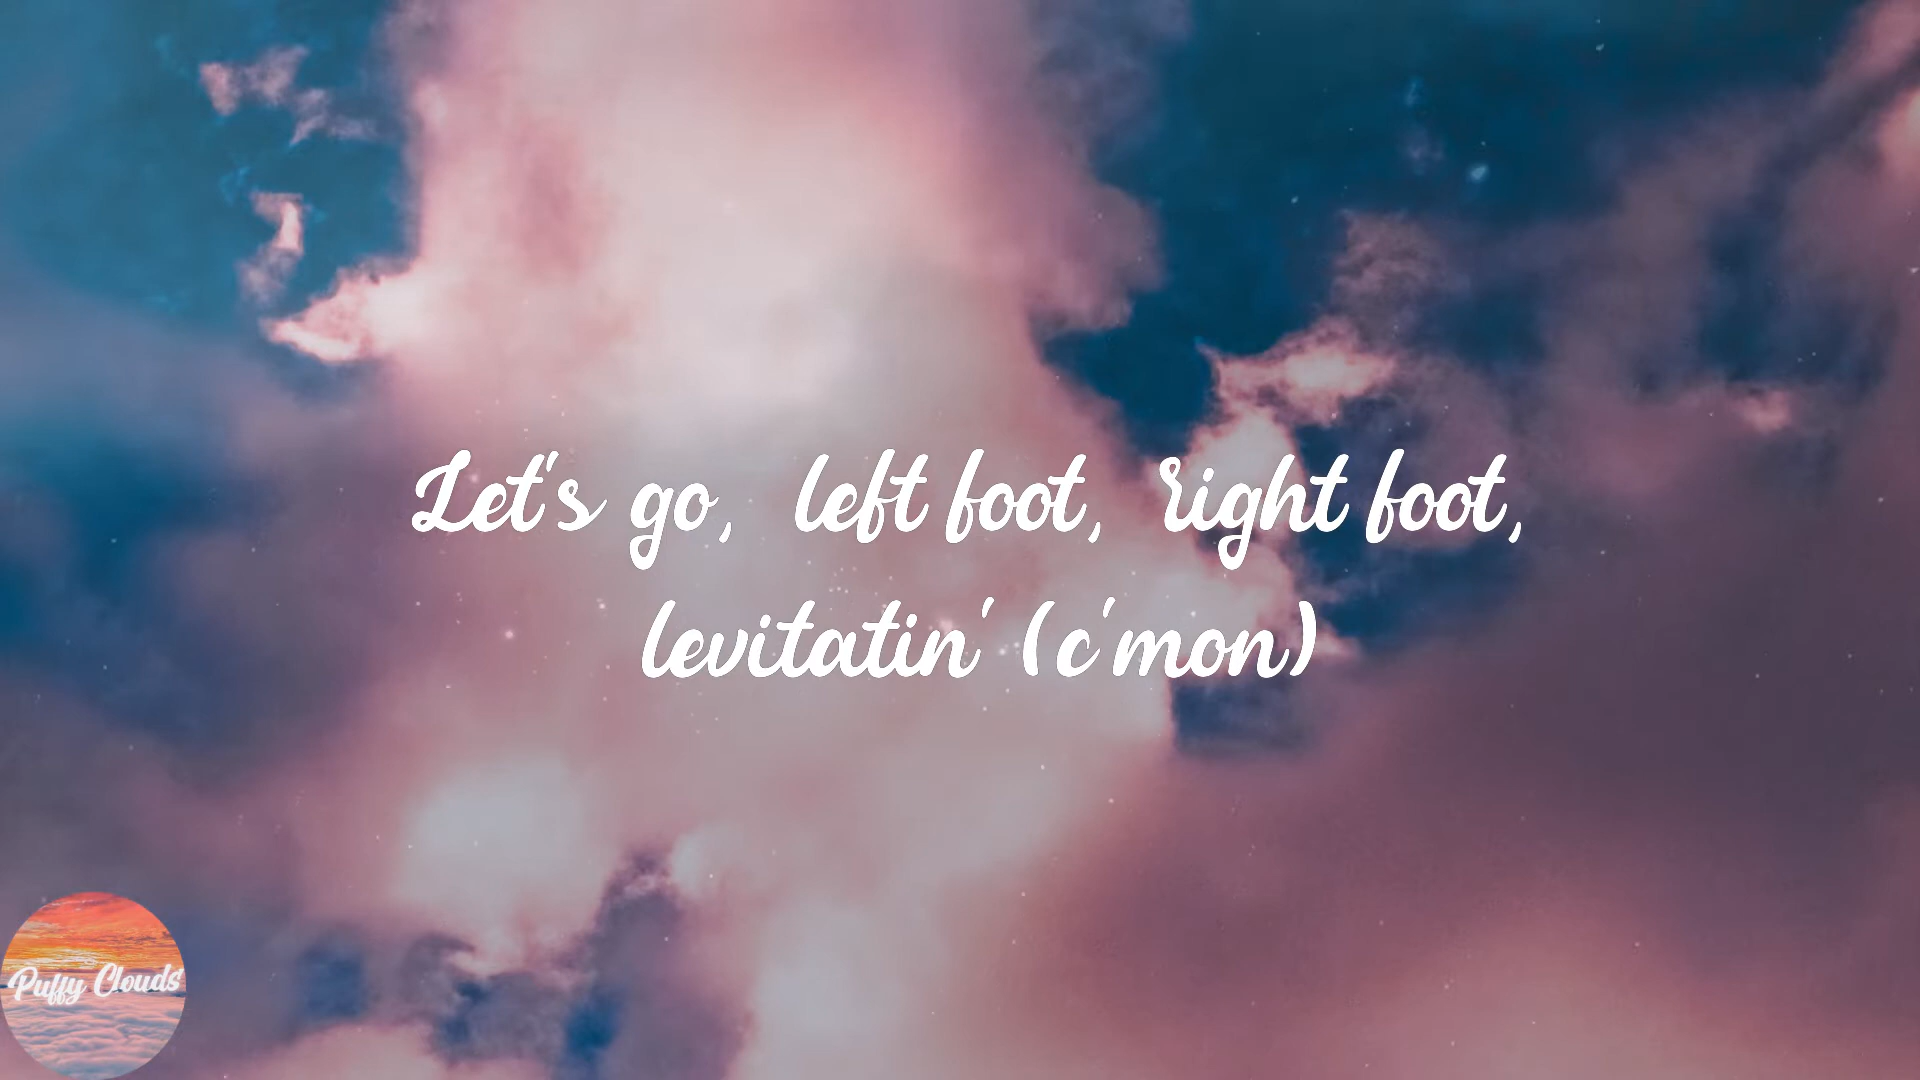 Let's go, left foot, right foot,
levitatin' (c'mon)
Puffy Clouds